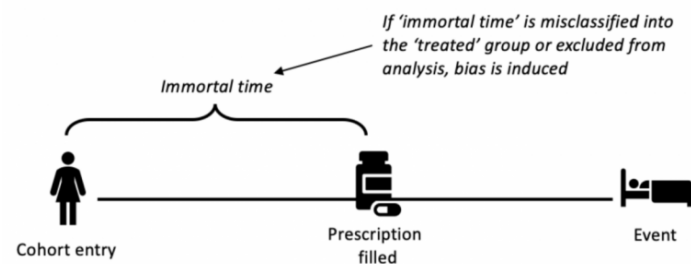 If ‘immortal time’ is misclassified into
the ‘treated’ group or excluded from
analysis, bias is induced
Immortal time
Cohort entry
Prescription
filled
Event